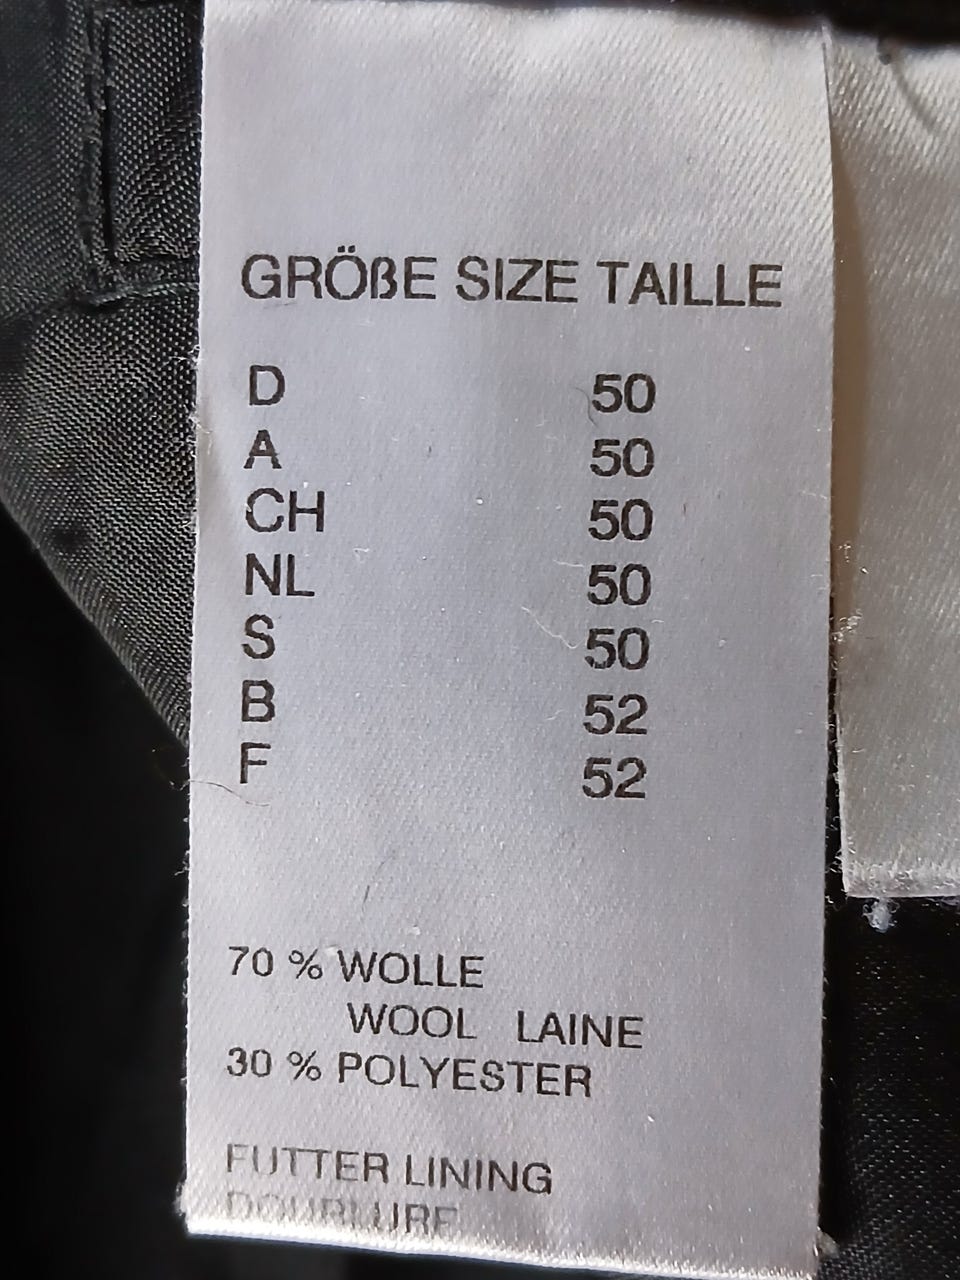 GRÖßE SIZE TAILLE
D 50
A 50
CH 50
NL 50
S 50
B 52
F 52
70 % WOLLE
WOOL LAINE
30 % POLYESTER
FUTTER LINING
DOUBLURE